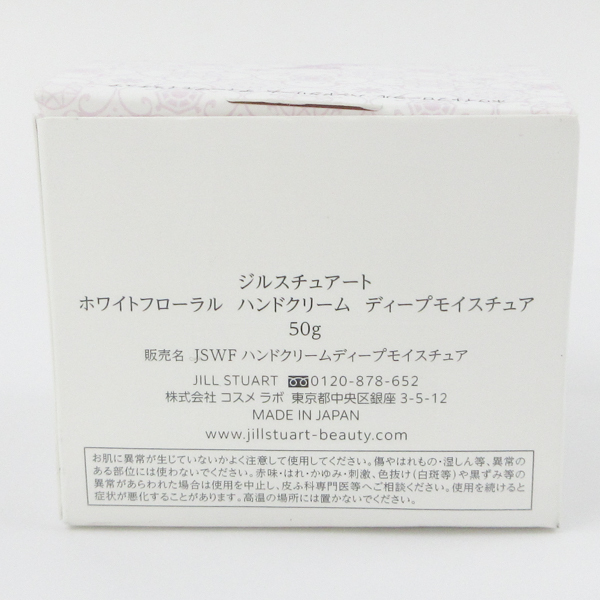 ジルスチュアート
ホワイトフローラル ハンドクリーム ディープモイスチュア
50g
販売名 JSWF ハンドクリームディープモイスチュア
JILL STUART 0120-878-652
株式会社 コスメ ラボ 東京都中央区銀座 3-5-12
MADE IN JAPAN
www.jillstuart-beauty.com
お肌に異常が生じていないかよく注意して使用してください。傷やはれもの・湿しん等、異常の
ある部位には使わないでください。赤味・はれ・かゆみ・刺激、色抜け(白斑等)や黒ずみ等の
異常があらわれた場合は使用を中止し、皮ふ科専門医等へご相談ください。使用を続けると
症状が悪化することがあります。高温の場所には置かないでください。